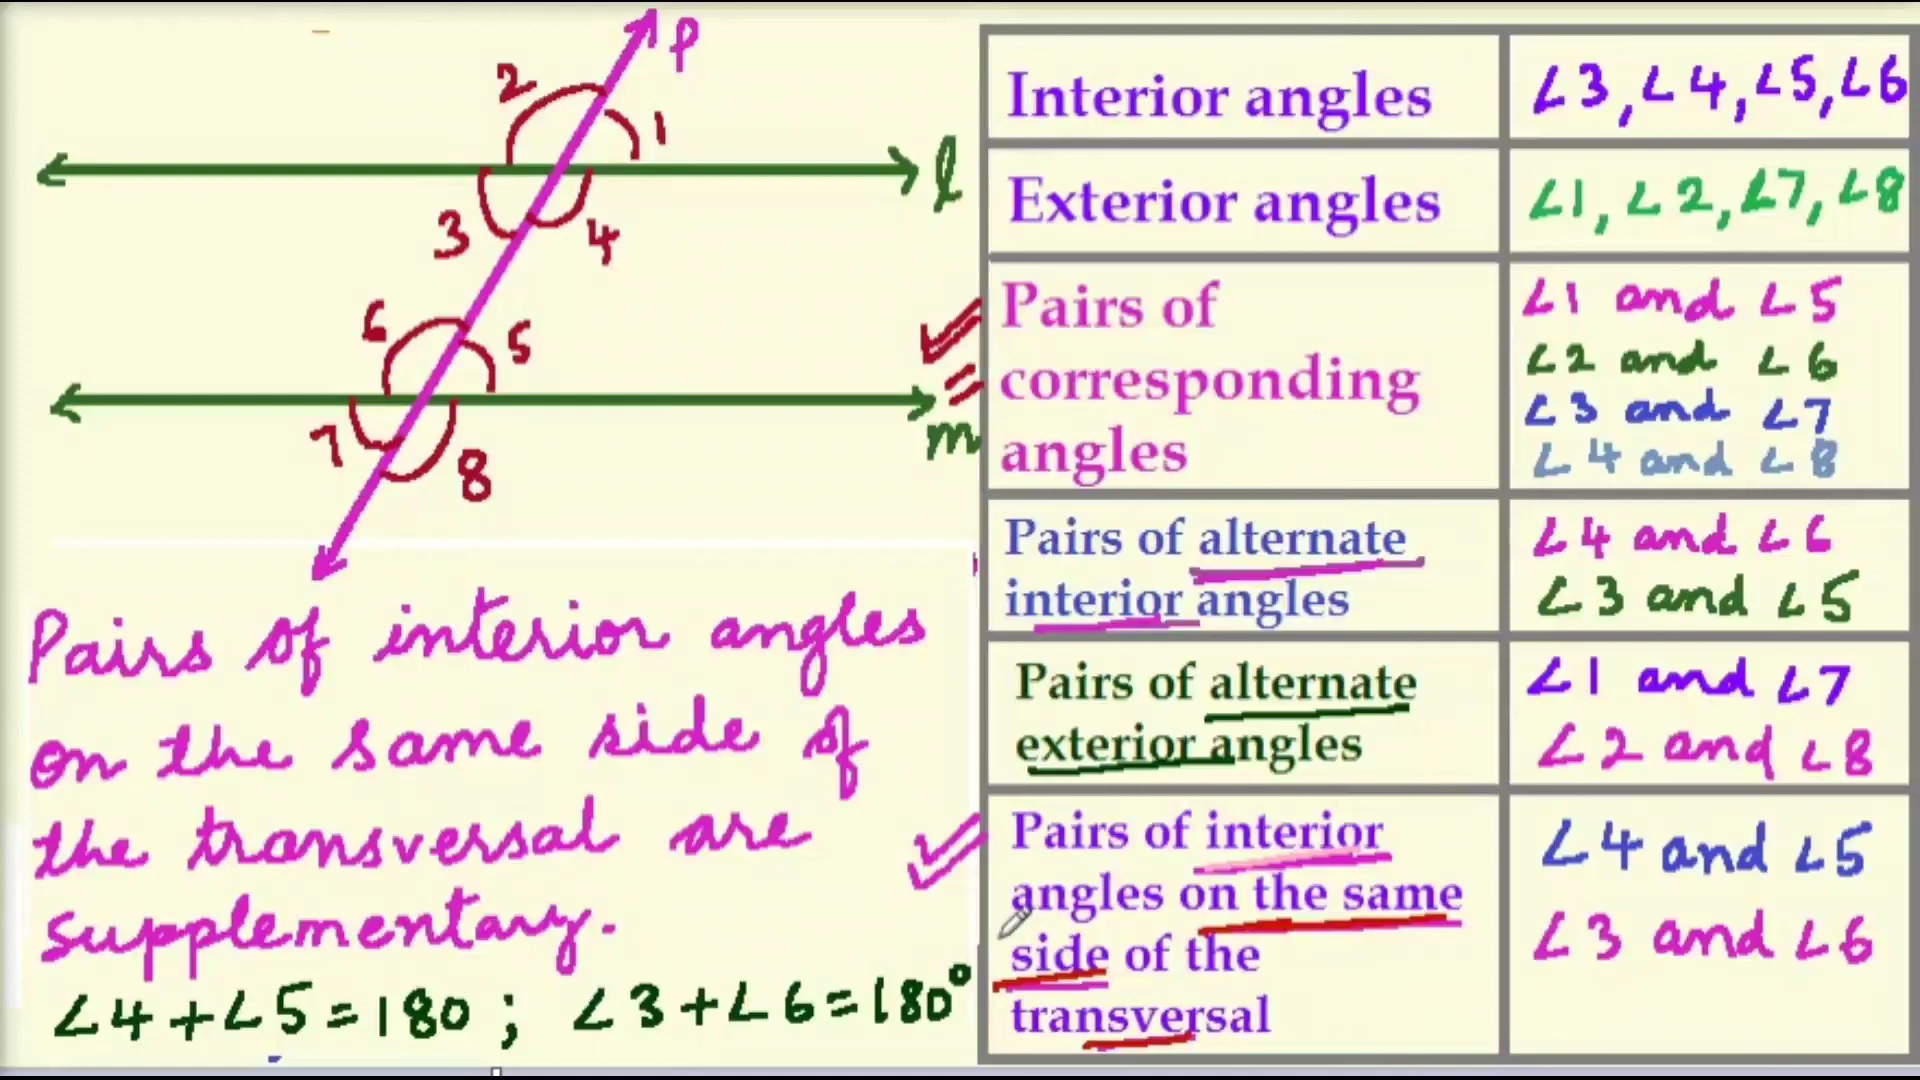 p
2
1
l
3
4
6
5
m
7
8
Pairs of interior angles
on the same side of
the transversal are
supplementary.
∠4+∠5=180 ; ∠3+∠6=180°
Interior angles
∠3, ∠4, ∠5, ∠6
Exterior angles
∠1, ∠2, ∠7, ∠8
Pairs of
corresponding
angles
∠1 and ∠5
∠2 and ∠6
∠3 and ∠7
∠4 and ∠8
Pairs of alternate
interior angles
∠4 and ∠6
∠3 and ∠5
Pairs of alternate
exterior angles
∠1 and ∠7
∠2 and ∠8
Pairs of interior
angles on the same
side of the
transversal
∠4 and ∠5
∠3 and ∠6